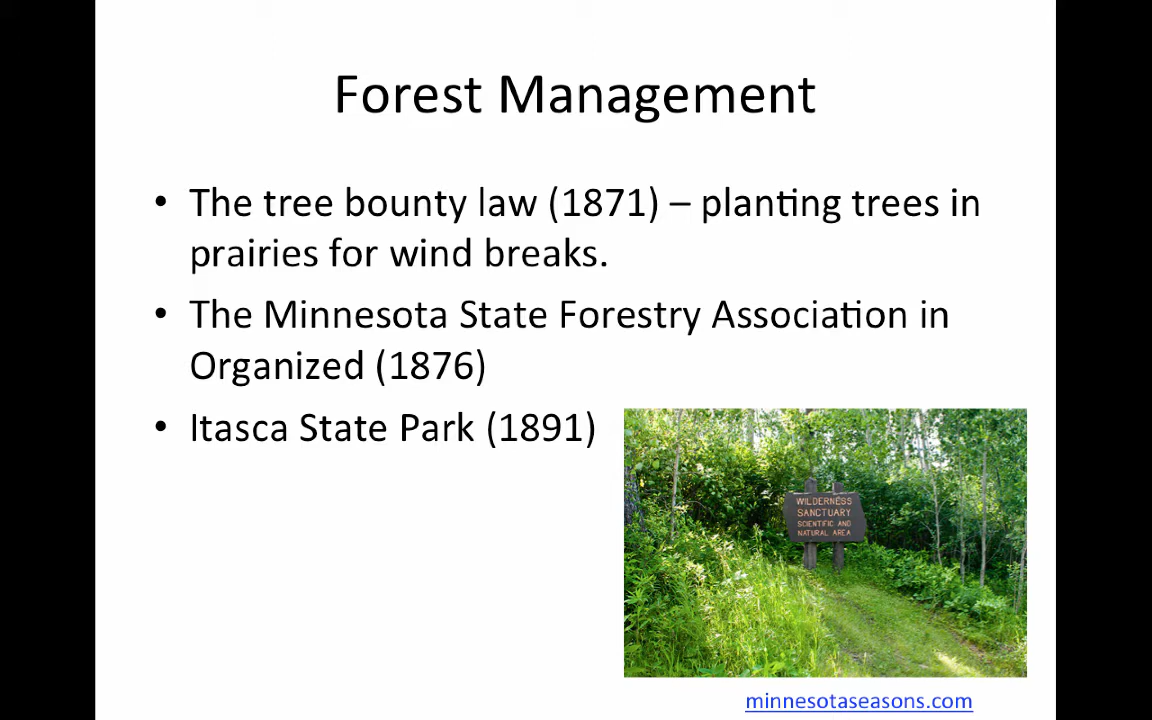 Forest Management
• The tree bounty law (1871) – planting trees in
prairies for wind breaks.
• The Minnesota State Forestry Association in
Organized (1876)
• Itasca State Park (1891)
WILDERNESS
SANCTUARY
SCIENTIFIC AND
NATURAL AREA
minnesotaseasons.com